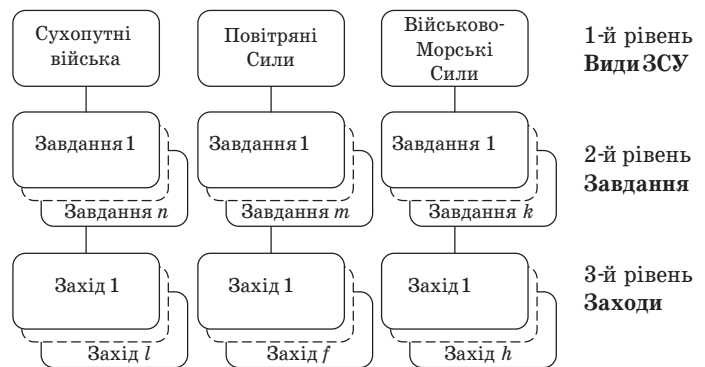 Сухопутні
війська
Повітряні
Сили
Військово-
Морські
Сили
1-й рівень
Види ЗСУ
Завдання 1
Завдання n
Завдання 1
Завдання m
Завдання 1
Завдання k
2-й рівень
Завдання
Захід 1
Захід l
Захід 1
Захід f
Захід 1
Захід h
3-й рівень
Заходи